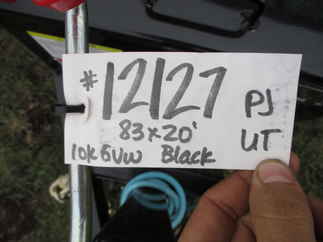 #12127 PJ
83x20' UT
10K GVW Black